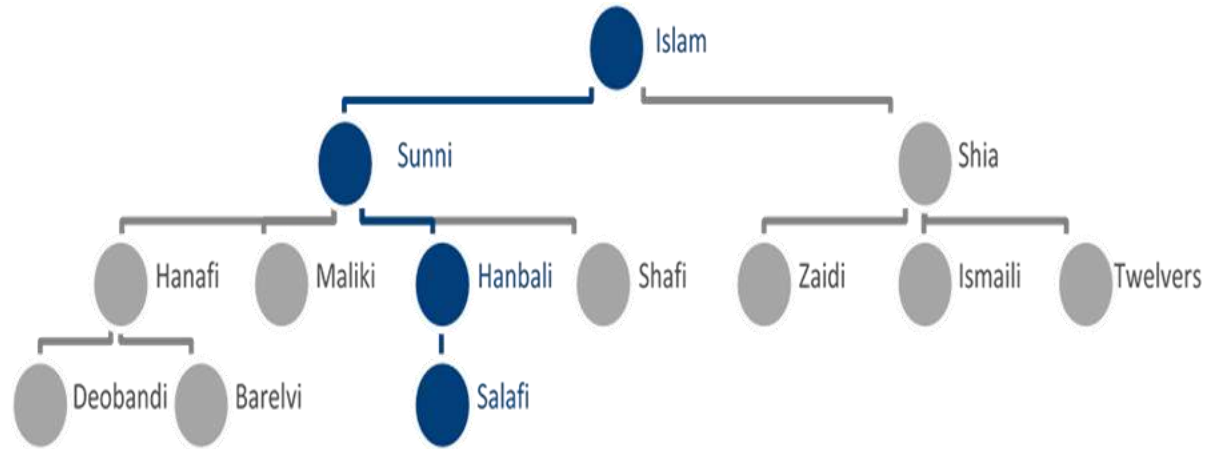 Islam
Sunni
Shia
Hanafi
Maliki
Hanbali
Shafi
Zaidi
Ismaili
Twelvers
Deobandi
Barelvi
Salafi